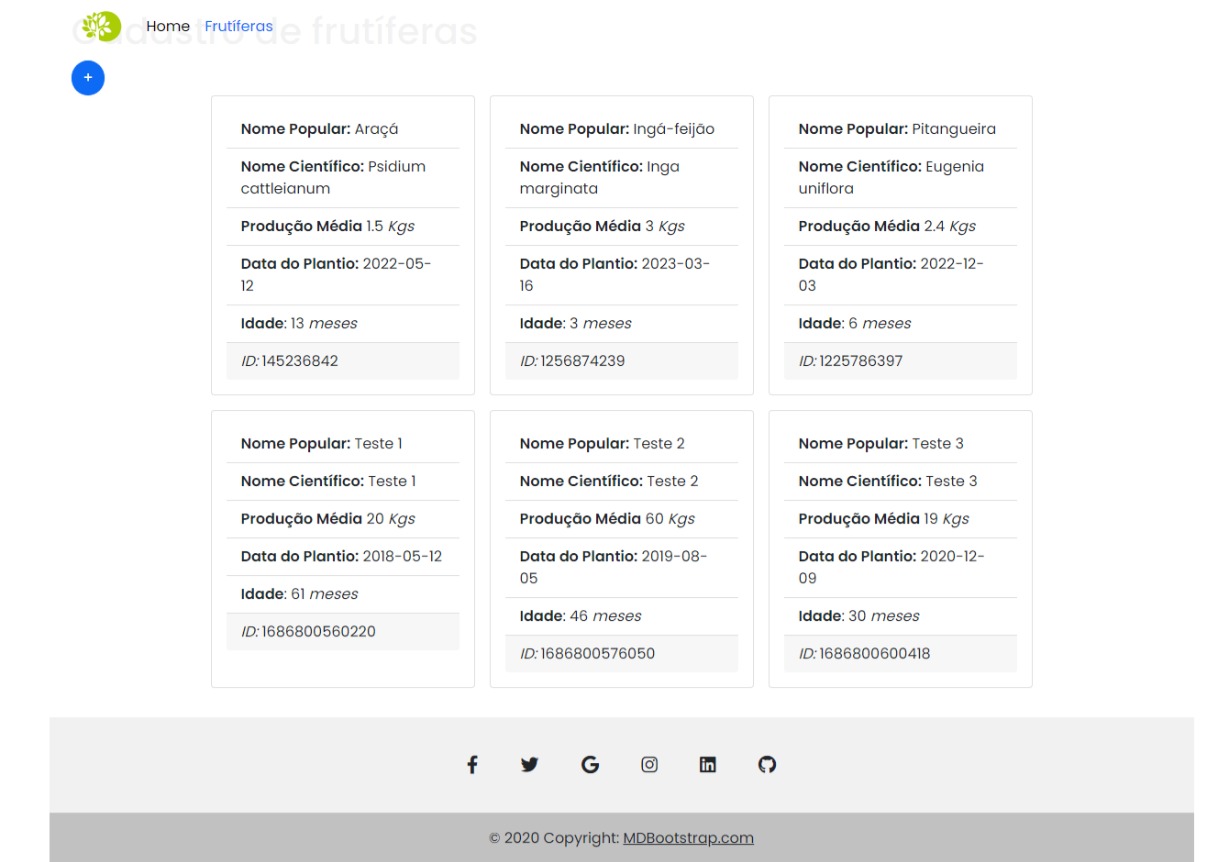 Home Frutíferas
Cadastro de frutíferas
+
Nome Popular: Araçá
Nome Científico: Psidium
cattleianum
Produção Média 1.5 Kgs
Data do Plantio: 2022-05-
12
Idade: 13 meses
ID: 145236842
Nome Popular: Ingá-feijão
Nome Científico: Inga
marginata
Produção Média 3 Kgs
Data do Plantio: 2023-03-
16
Idade: 3 meses
ID: 1256874239
Nome Popular: Pitangueira
Nome Científico: Eugenia
uniflora
Produção Média 2.4 Kgs
Data do Plantio: 2022-12-
03
Idade: 6 meses
ID: 1225786397
Nome Popular: Teste 1
Nome Científico: Teste 1
Produção Média 20 Kgs
Data do Plantio: 2018-05-12
Idade: 61 meses
ID: 1686800560220
Nome Popular: Teste 2
Nome Científico: Teste 2
Produção Média 60 Kgs
Data do Plantio: 2019-08-
05
Idade: 46 meses
ID: 1686800576050
Nome Popular: Teste 3
Nome Científico: Teste 3
Produção Média 19 Kgs
Data do Plantio: 2020-12-
09
Idade: 30 meses
ID: 1686800600418
© 2020 Copyright: MDBootstrap.com